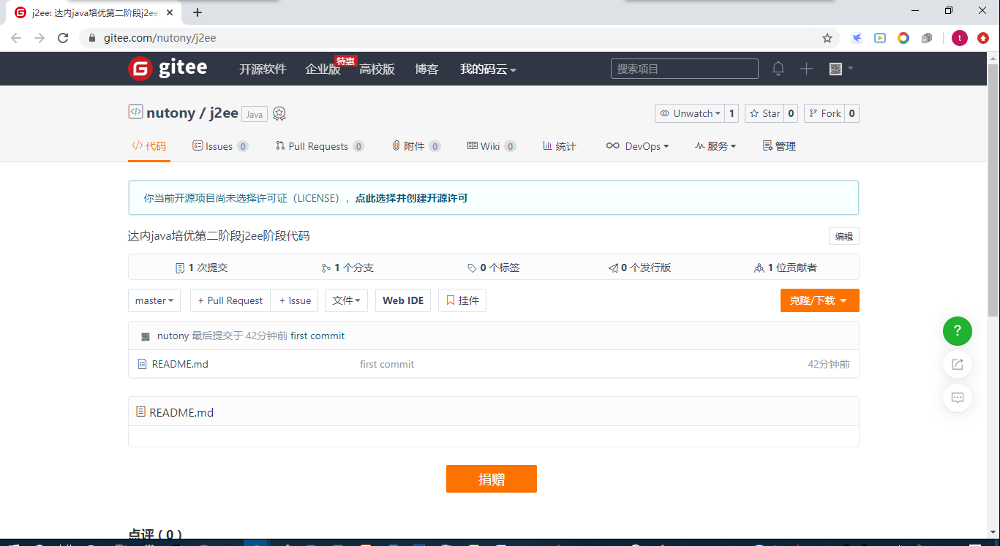 j2ee: 达内java培优第二阶段j2ee
gitee.com/nutony/j2ee
t
gitee 开源软件 企业版 特惠 高校版 博客 我的码云 搜索项目
nutony / j2ee Java Unwatch 1 Star 0 Fork 0
代码 Issues 0 Pull Requests 0 附件 0 Wiki 0 统计 DevOps 服务 管理
你当前开源项目尚未选择许可证（LICENSE），点此选择并创建开源许可
达内java培优第二阶段j2ee阶段代码 编辑
1 次提交 1 个分支 0 个标签 0 个发行版 1 位贡献者
master + Pull Request + Issue 文件 Web IDE 挂件 克隆/下载
nutony 最后提交于 42分钟前 first commit
?
README.md first commit 42分钟前
README.md
捐赠
点评 ( 0 )